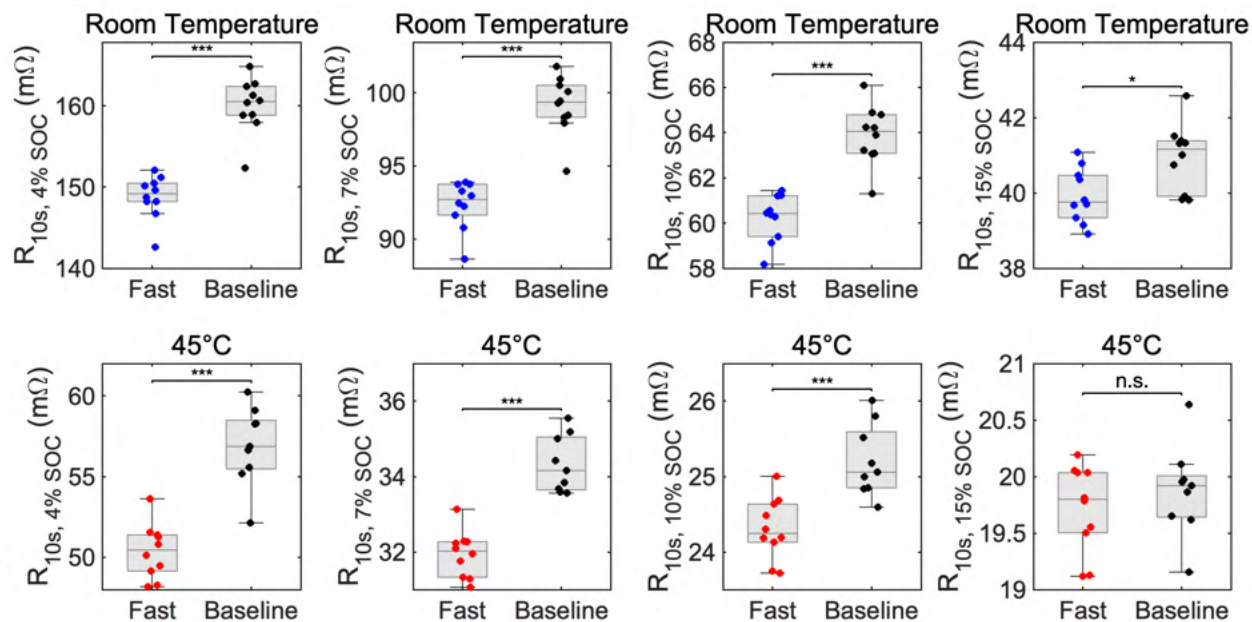 Room Temperature
***
R10s, 4% SOC (mΩ)
160
150
140
Fast
Baseline
Room Temperature
***
R10s, 7% SOC (mΩ)
100
95
90
Fast
Baseline
Room Temperature
***
R10s, 10% SOC (mΩ)
68
66
64
62
60
58
Fast
Baseline
Room Temperature
*
R10s, 15% SOC (mΩ)
44
42
40
38
Fast
Baseline
45°C
***
R10s, 4% SOC (mΩ)
60
55
50
Fast
Baseline
45°C
***
R10s, 7% SOC (mΩ)
36
34
32
Fast
Baseline
45°C
***
R10s, 10% SOC (mΩ)
26
25
24
Fast
Baseline
45°C
n.s.
R10s, 15% SOC (mΩ)
21
20.5
20
19.5
19
Fast
Baseline